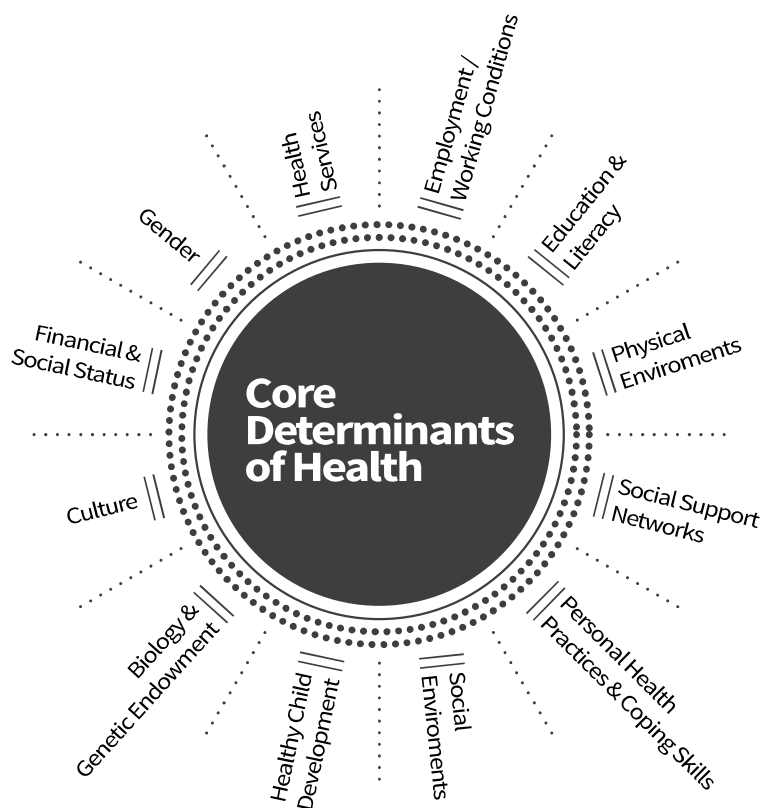 Core
Determinants
of Health
Employment /
Working Conditions
Education &
Literacy
Physical
Enviroments
Social Support
Networks
Personal Health
Practices & Coping Skills
Social
Enviroments
Healthy Child
Development
Biology &
Genetic Endowment
Culture
Financial &
Social Status
Gender
Health
Services